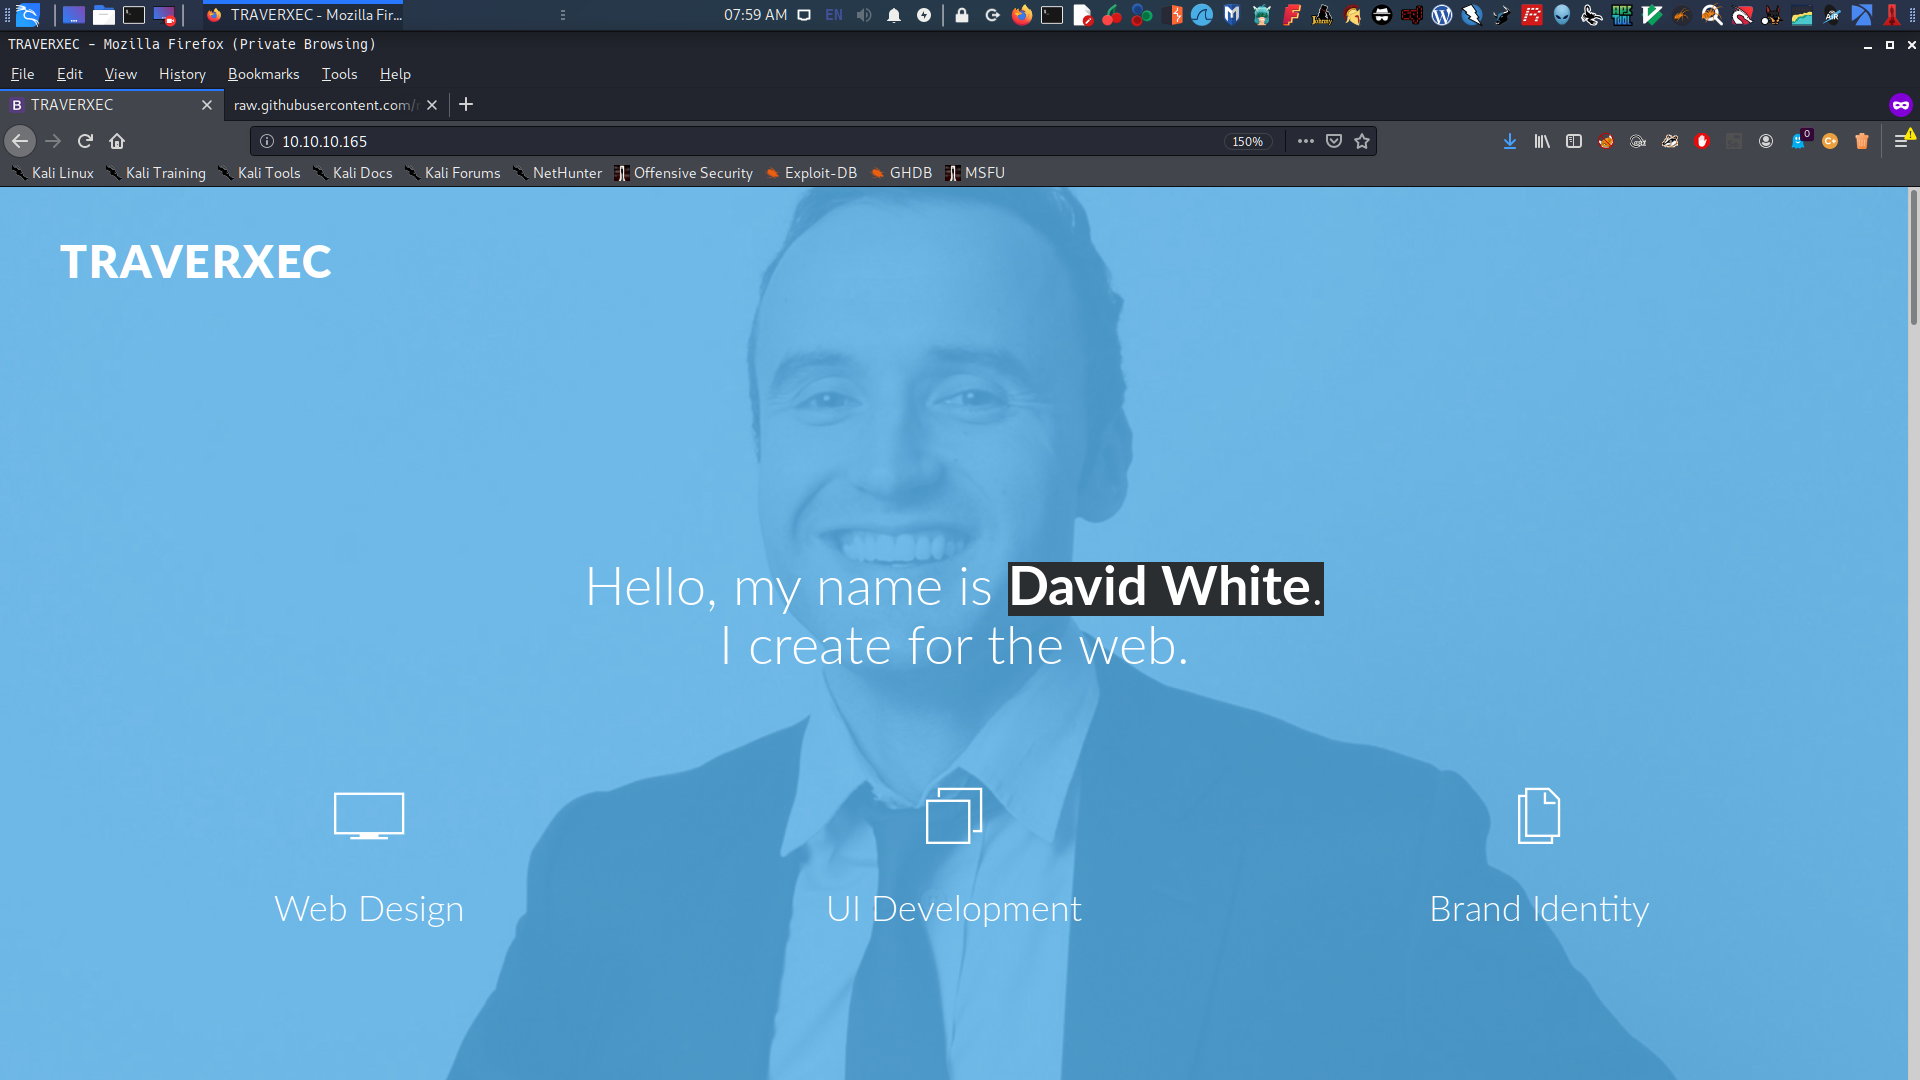 TRAVERXEC - Mozilla Fir...
07:59 AM
EN
TRAVERXEC - Mozilla Firefox (Private Browsing)
File Edit View History Bookmarks Tools Help
TRAVERXEC
raw.githubusercontent.com/
10.10.10.165
150%
0
Kali Linux Kali Training Kali Tools Kali Docs Kali Forums NetHunter Offensive Security Exploit-DB GHDB MSFU
TRAVERXEC
Hello, my name is David White.
I create for the web.
Web Design UI Development Brand Identity